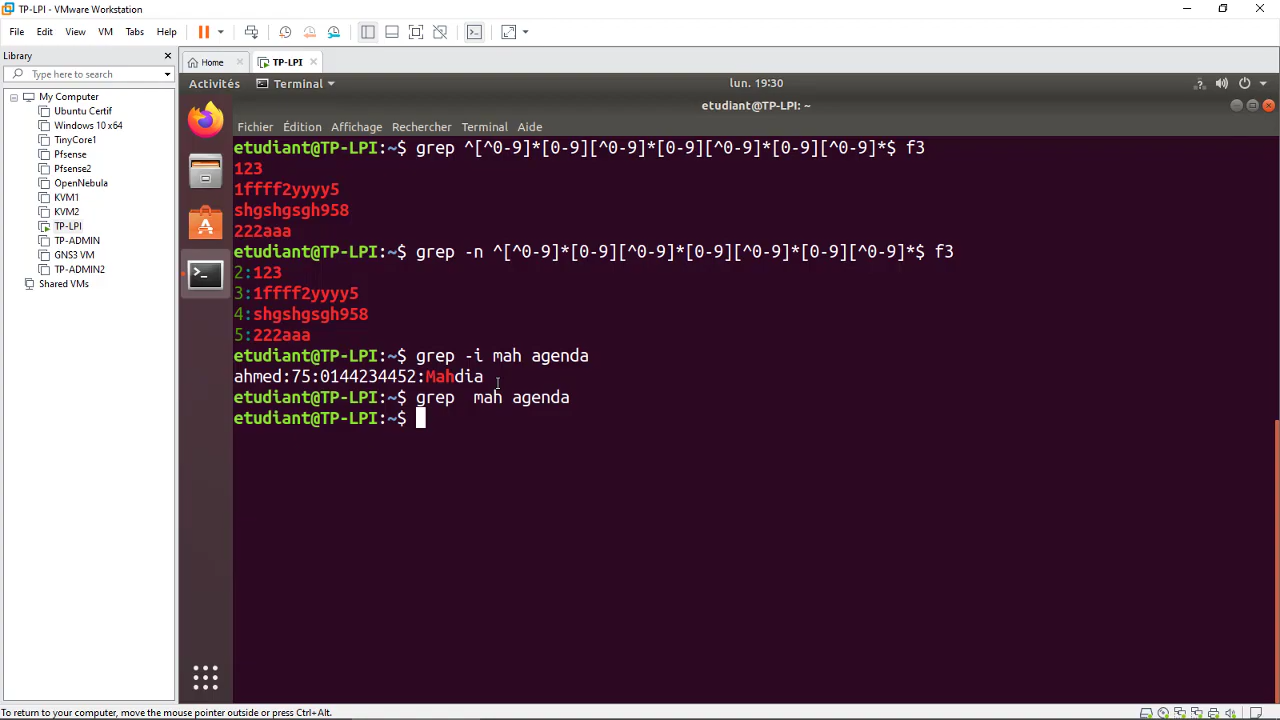 TP-LPI - VMware Workstation
File Edit View VM Tabs Help
Library
Type here to search
My Computer
Ubuntu Certif
Windows 10 x64
TinyCore1
Pfsense
Pfsense2
OpenNebula
KVM1
KVM2
TP-LPI
TP-ADMIN
GNS3 VM
TP-ADMIN2
Shared VMs
Home TP-LPI
Activités Terminal lun. 19:30
etudiant@TP-LPI: ~
Fichier Édition Affichage Rechercher Terminal Aide
etudiant@TP-LPI:~$ grep ^[^0-9]*[0-9][^0-9]*[0-9][^0-9]*[0-9][^0-9]*$ f3
123
1ffff2yyyy5
shgshgsgh958
222aaa
etudiant@TP-LPI:~$ grep -n ^[^0-9]*[0-9][^0-9]*[0-9][^0-9]*[0-9][^0-9]*$ f3
2:123
3:1ffff2yyyy5
4:shgshgsgh958
5:222aaa
etudiant@TP-LPI:~$ grep -i mah agenda
ahmed:75:0144234452:Mahdia
etudiant@TP-LPI:~$ grep  mah agenda
etudiant@TP-LPI:~$
To return to your computer, move the mouse pointer outside or press Ctrl+Alt.